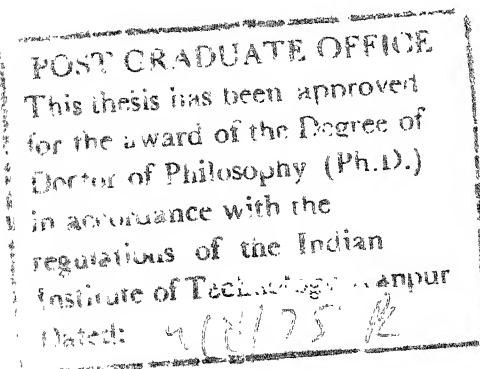 POST GRADUATE OFFICE
This thesis has been approved
for the award of the Degree of
Doctor of Philosophy (Ph.D.)
in accordance with the
regulations of the Indian
Institute of Technology Kanpur
Dated: